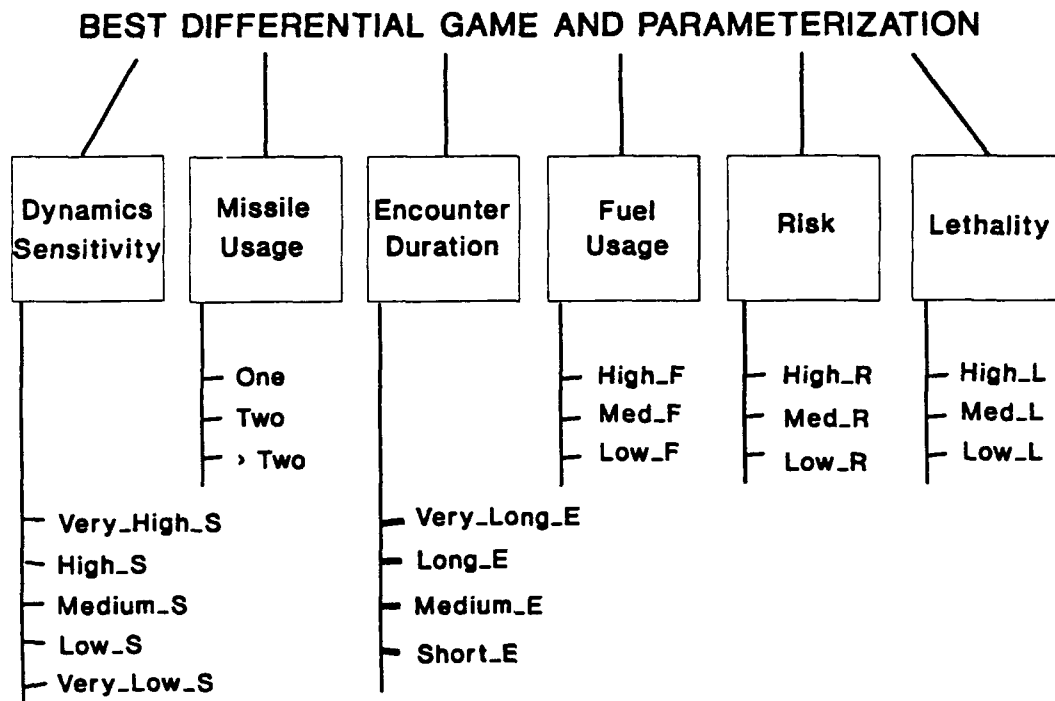 BEST DIFFERENTIAL GAME AND PARAMETERIZATION
Dynamics
Sensitivity
Missile
Usage
Encounter
Duration
Fuel
Usage
Risk
Lethality
One
Two
> Two
High_F
Med_F
Low_F
High_R
Med_R
Low_R
High_L
Med_L
Low_L
Very_High_S
High_S
Medium_S
Low_S
Very_Low_S
Very_Long_E
Long_E
Medium_E
Short_E